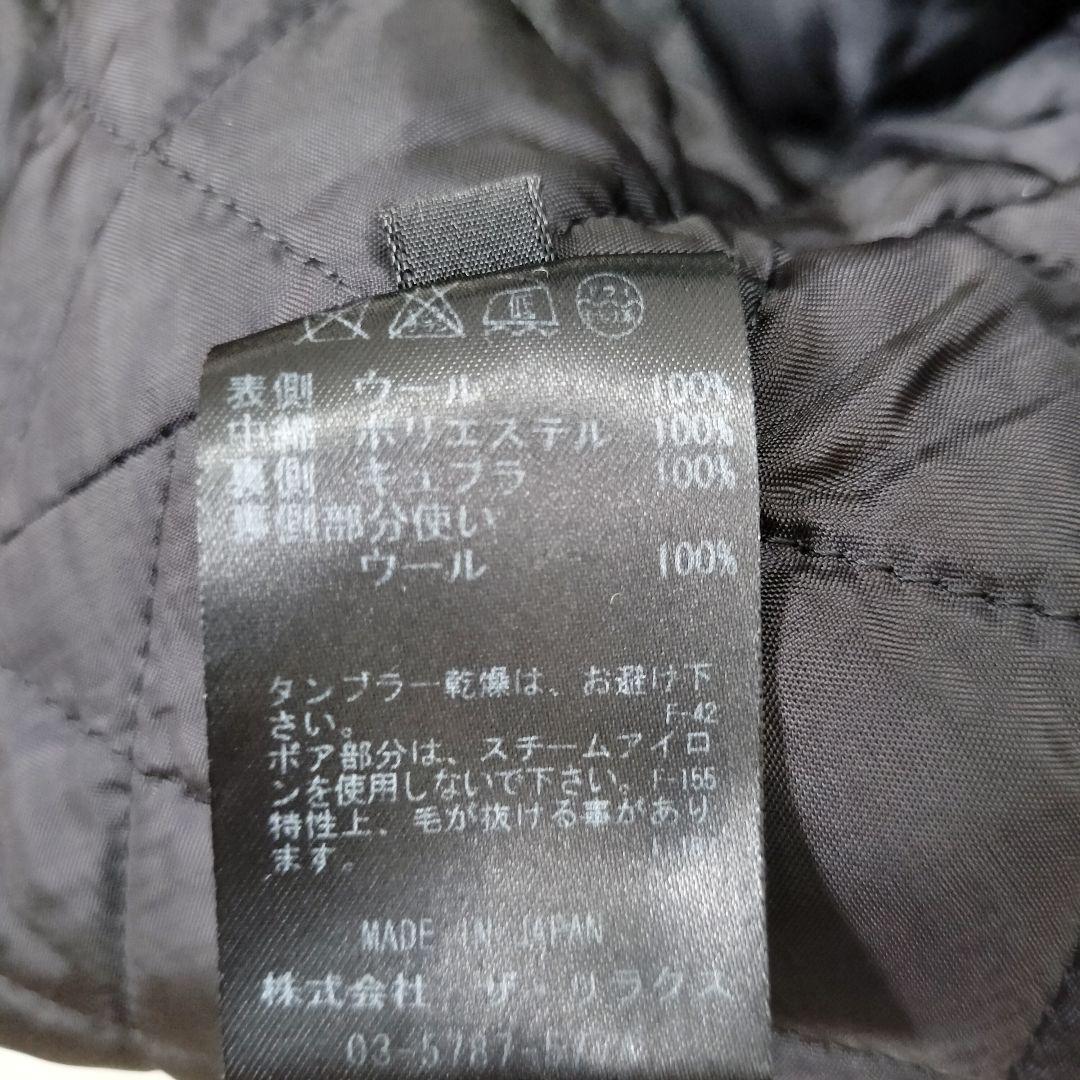 表側 ウール 100%
中綿 ポリエステル 100%
裏側 キュプラ 100%
裏側部分使い
ウール 100%
タンブラー乾燥は、お避け下
さい。 F-42
ボア部分は、スチームアイロ
ンを使用しないで下さい。F-155
特性上、毛が抜ける事があり
ます。
MADE IN JAPAN
株式会社 ザ・リラクス
03-5787